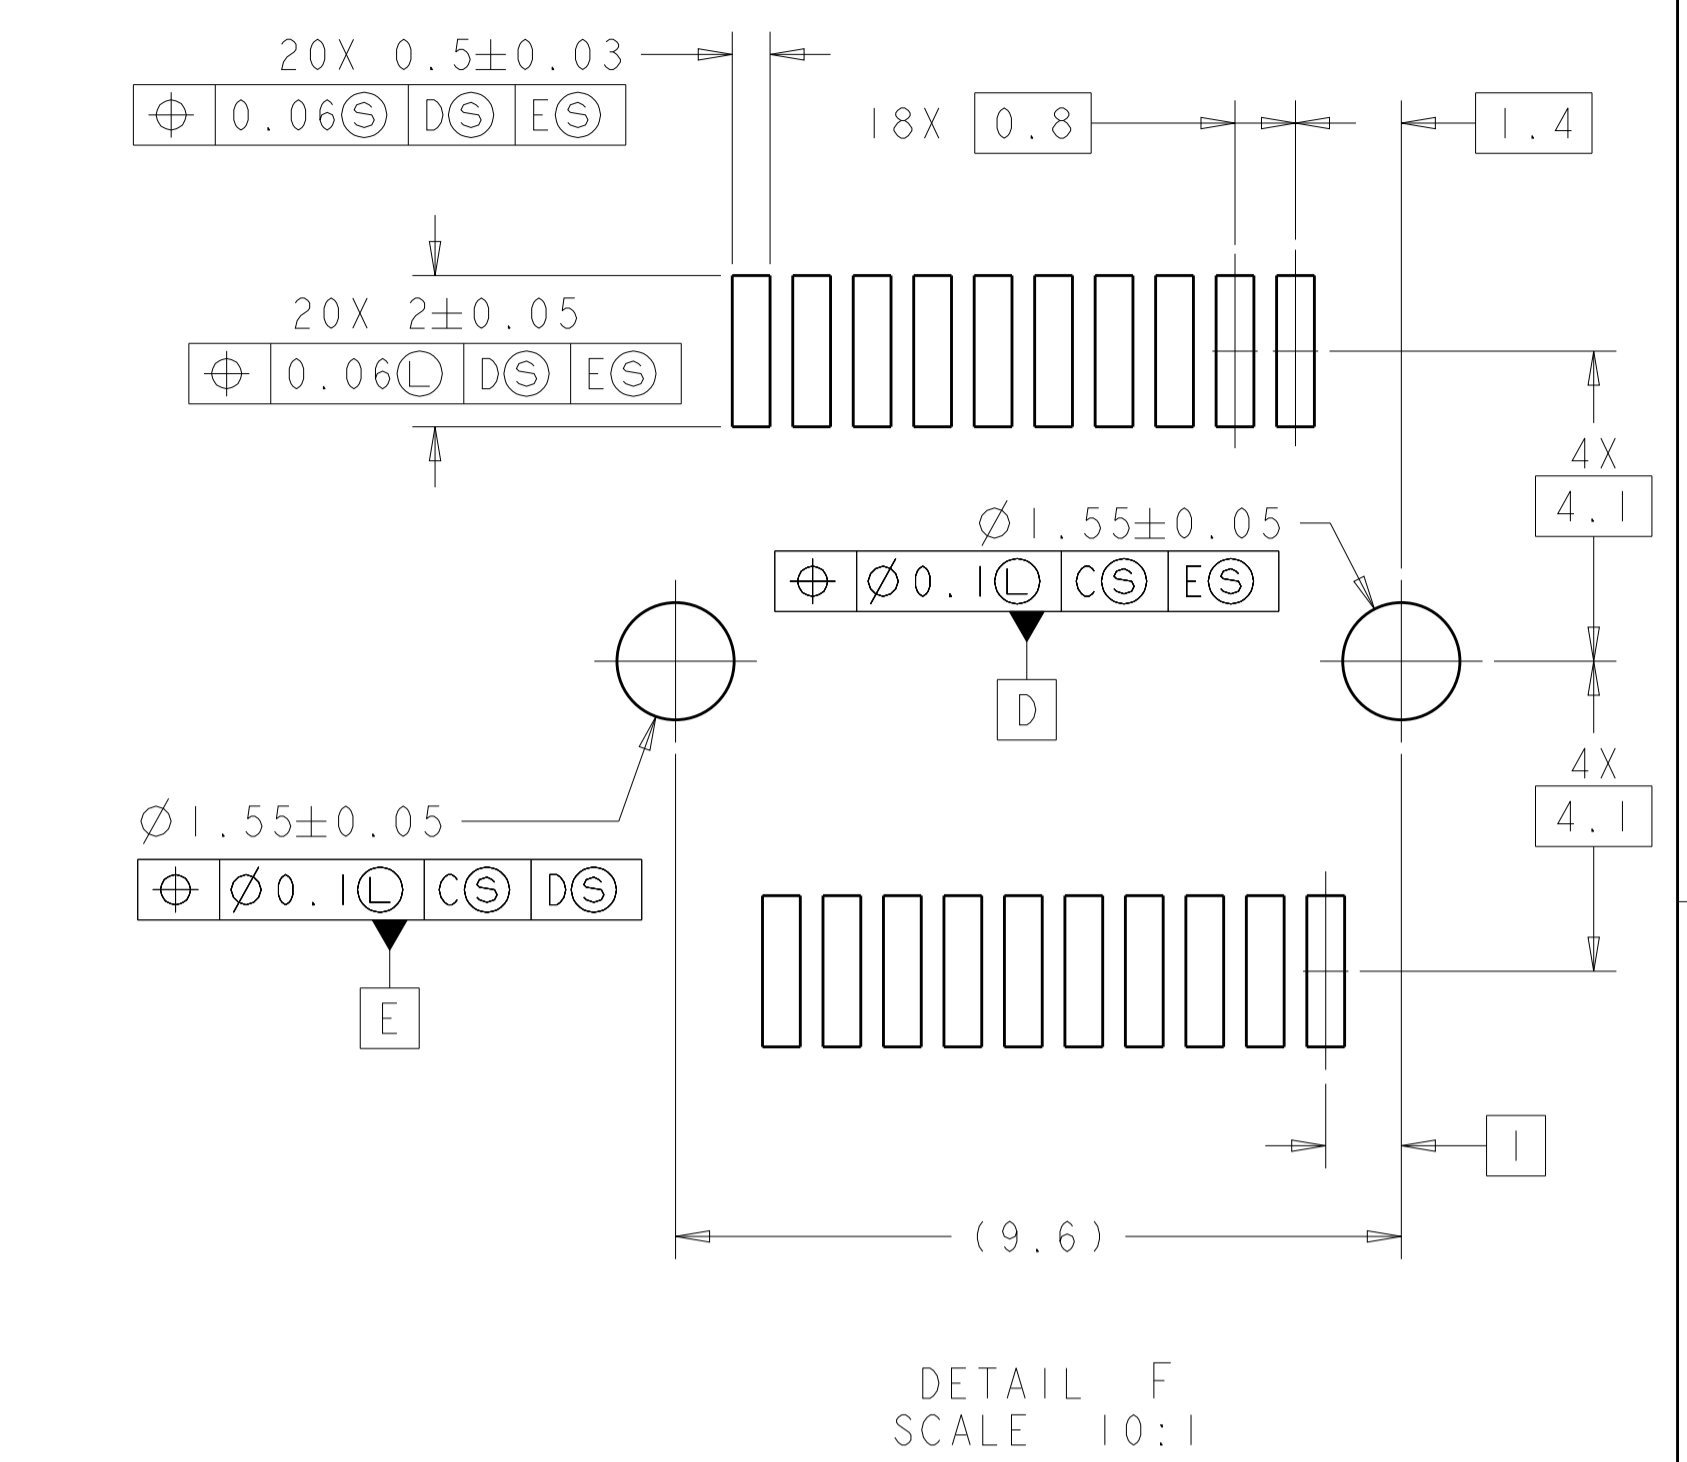 20X 0.5±0.03
⌖ 0.06Ⓢ DⓈ EⓈ
18X 0.8
1.4
20X 2±0.05
⌖ 0.06Ⓛ DⓈ EⓈ
4X
4.1
Ø1.55±0.05
⌖ Ø0.1Ⓛ CⓈ EⓈ
D
4X
4.1
Ø1.55±0.05
⌖ Ø0.1Ⓛ CⓈ DⓈ
E
1
(9.6)
DETAIL F
SCALE 10:1